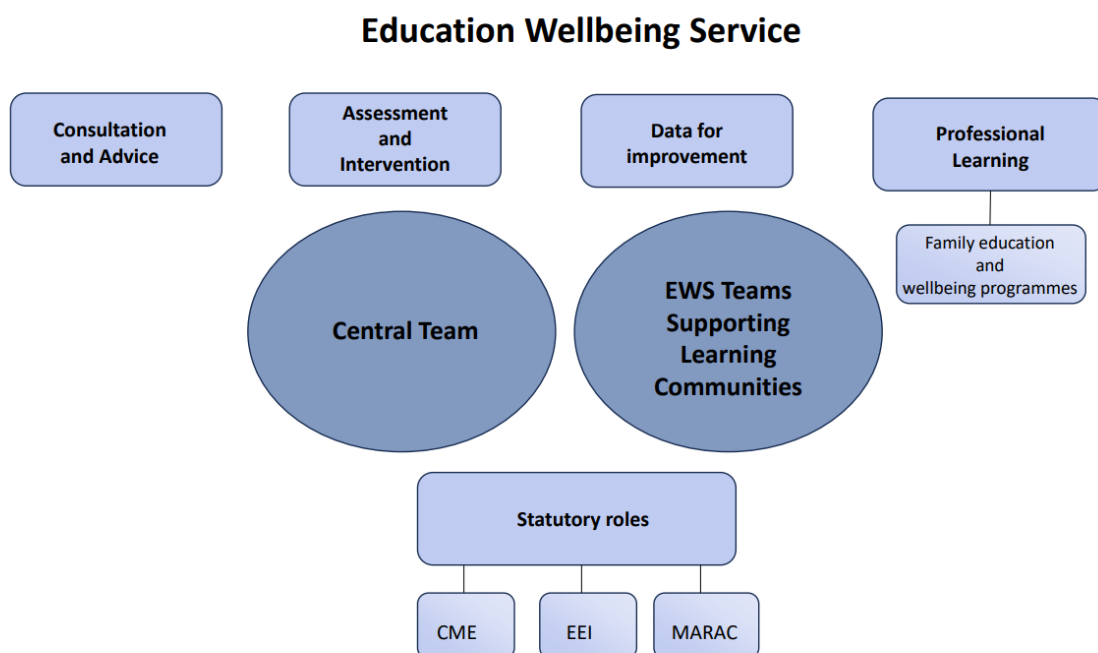 Education Wellbeing Service
Consultation
and Advice
Assessment
and
Intervention
Data for
improvement
Professional
Learning
Family education
and
wellbeing programmes
Central Team
EWS Teams
Supporting
Learning
Communities
Statutory roles
CME
EEI
MARAC